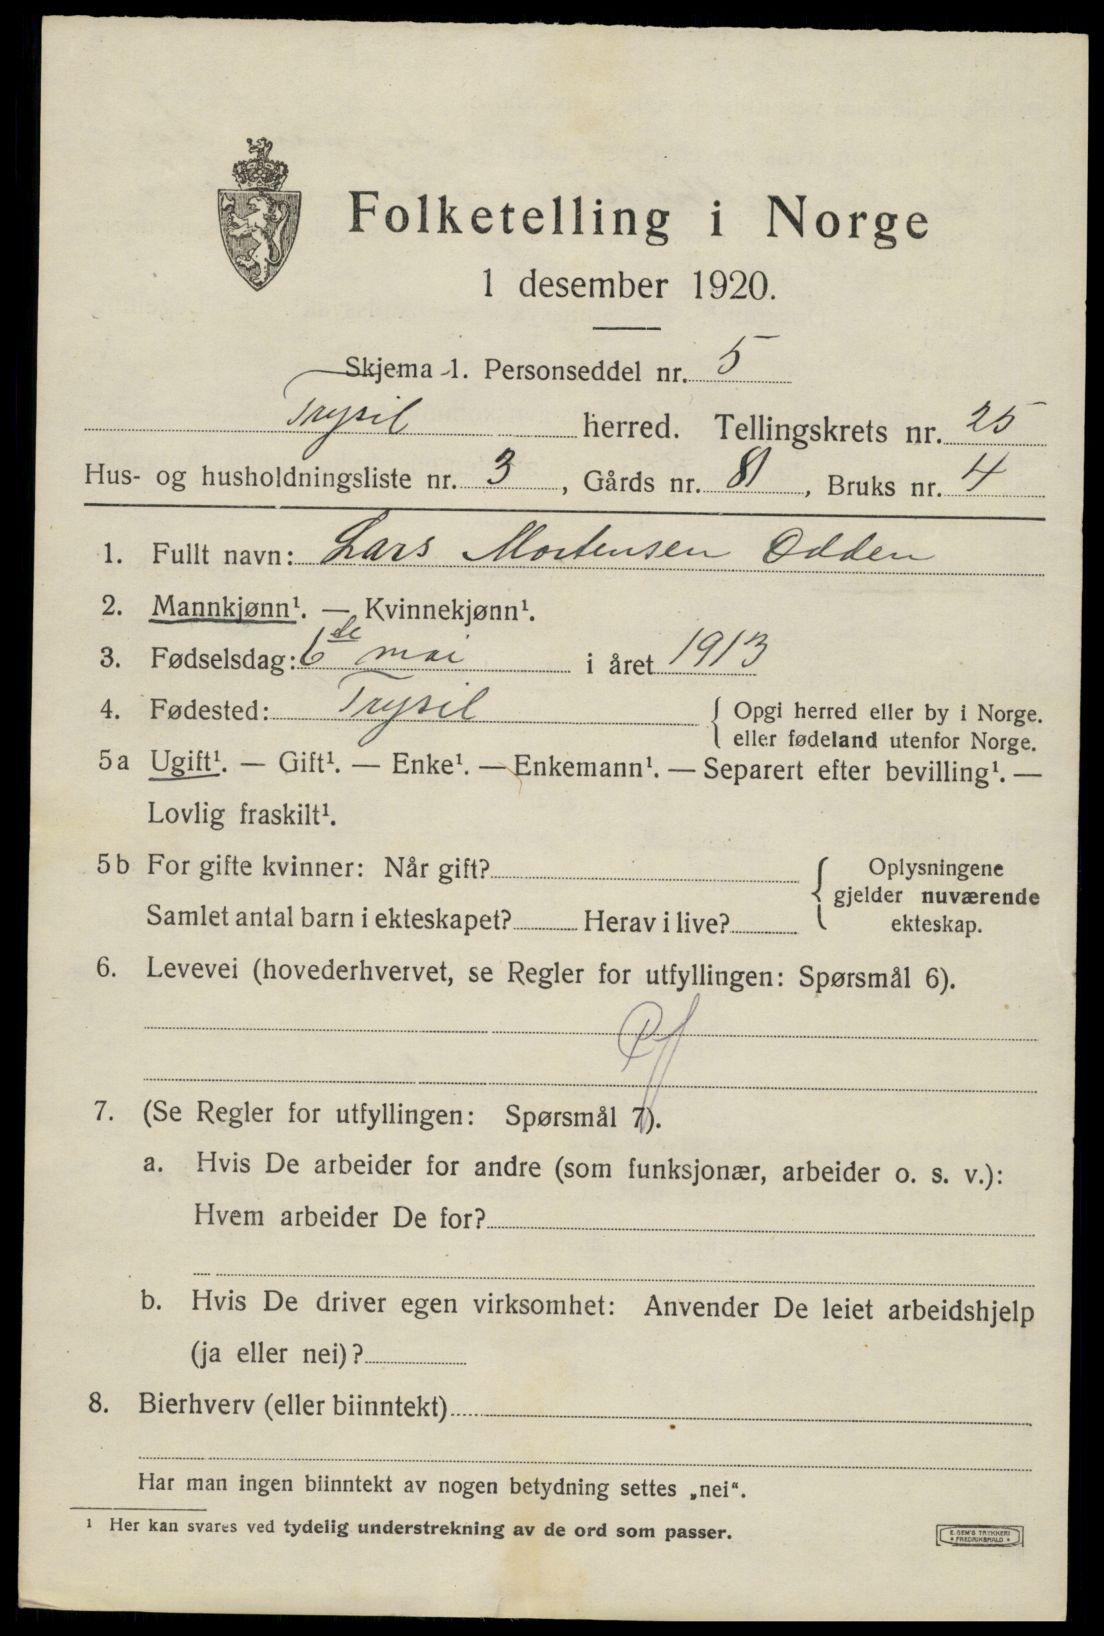 Folketelling i Norge
1 desember 1920.
Skjema 1. Personseddel nr. 5
Trysil herred. Tellingskrets nr. 25
Hus- og husholdningsliste nr. 3, Gårds nr. 81, Bruks nr. 4
1. Fullt navn: Lars Mortensen Odden
2. Mannkjønn¹. — Kvinnekjønn¹.
3. Fødselsdag: 6de mai i året 1913
4. Fødested: Trysil { Opgi herred eller by i Norge.
eller fødeland utenfor Norge.
5a Ugift¹. — Gift¹. — Enke¹. — Enkemann¹. — Separert efter bevilling¹. —
Lovlig fraskilt¹.
5b For gifte kvinner: Når gift?
Samlet antal barn i ekteskapet? Herav i live?
{ Oplysningene
gjelder nuværende
ekteskap.
6. Levevei (hovederhvervet, se Regler for utfyllingen: Spørsmål 6).
7. (Se Regler for utfyllingen: Spørsmål 7).
a. Hvis De arbeider for andre (som funksjonær, arbeider o. s. v.):
Hvem arbeider De for?
b. Hvis De driver egen virksomhet: Anvender De leiet arbeidshjelp
(ja eller nei)?
8. Bierhverv (eller biinntekt)
Har man ingen biinntekt av nogen betydning settes „nei“.
¹ Her kan svares ved tydelig understrekning av de ord som passer.
E. SEM'S TRYKKERI
* FREDRIKSHALD *